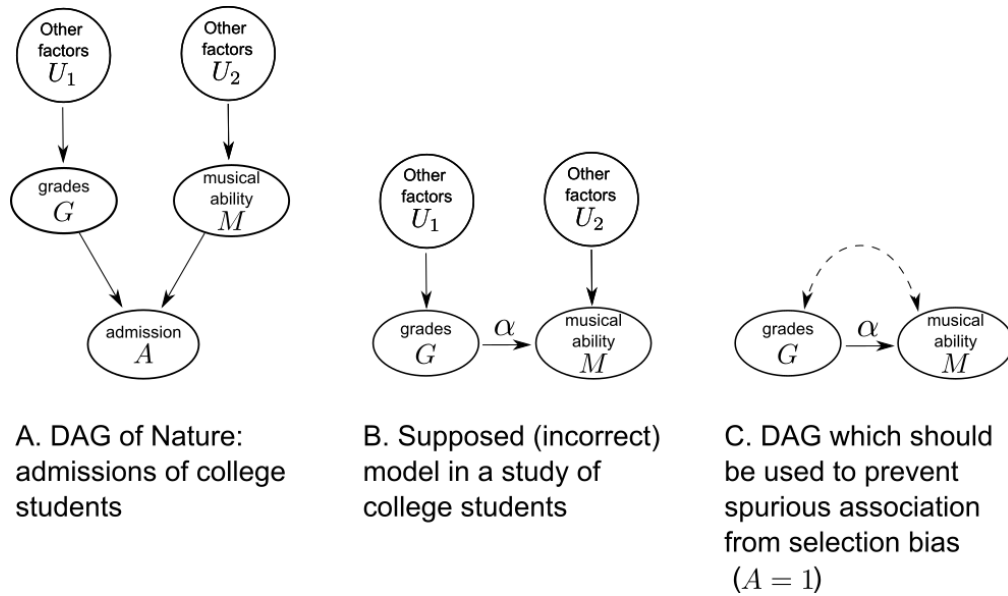 Other
factors
U₁
Other
factors
U₂
grades
G
musical
ability
M
admission
A
A. DAG of Nature:
admissions of college
students
Other
factors
U₁
Other
factors
U₂
grades
G
α
musical
ability
M
B. Supposed (incorrect)
model in a study of
college students
grades
G
α
musical
ability
M
C. DAG which should
be used to prevent
spurious association
from selection bias
(A = 1)